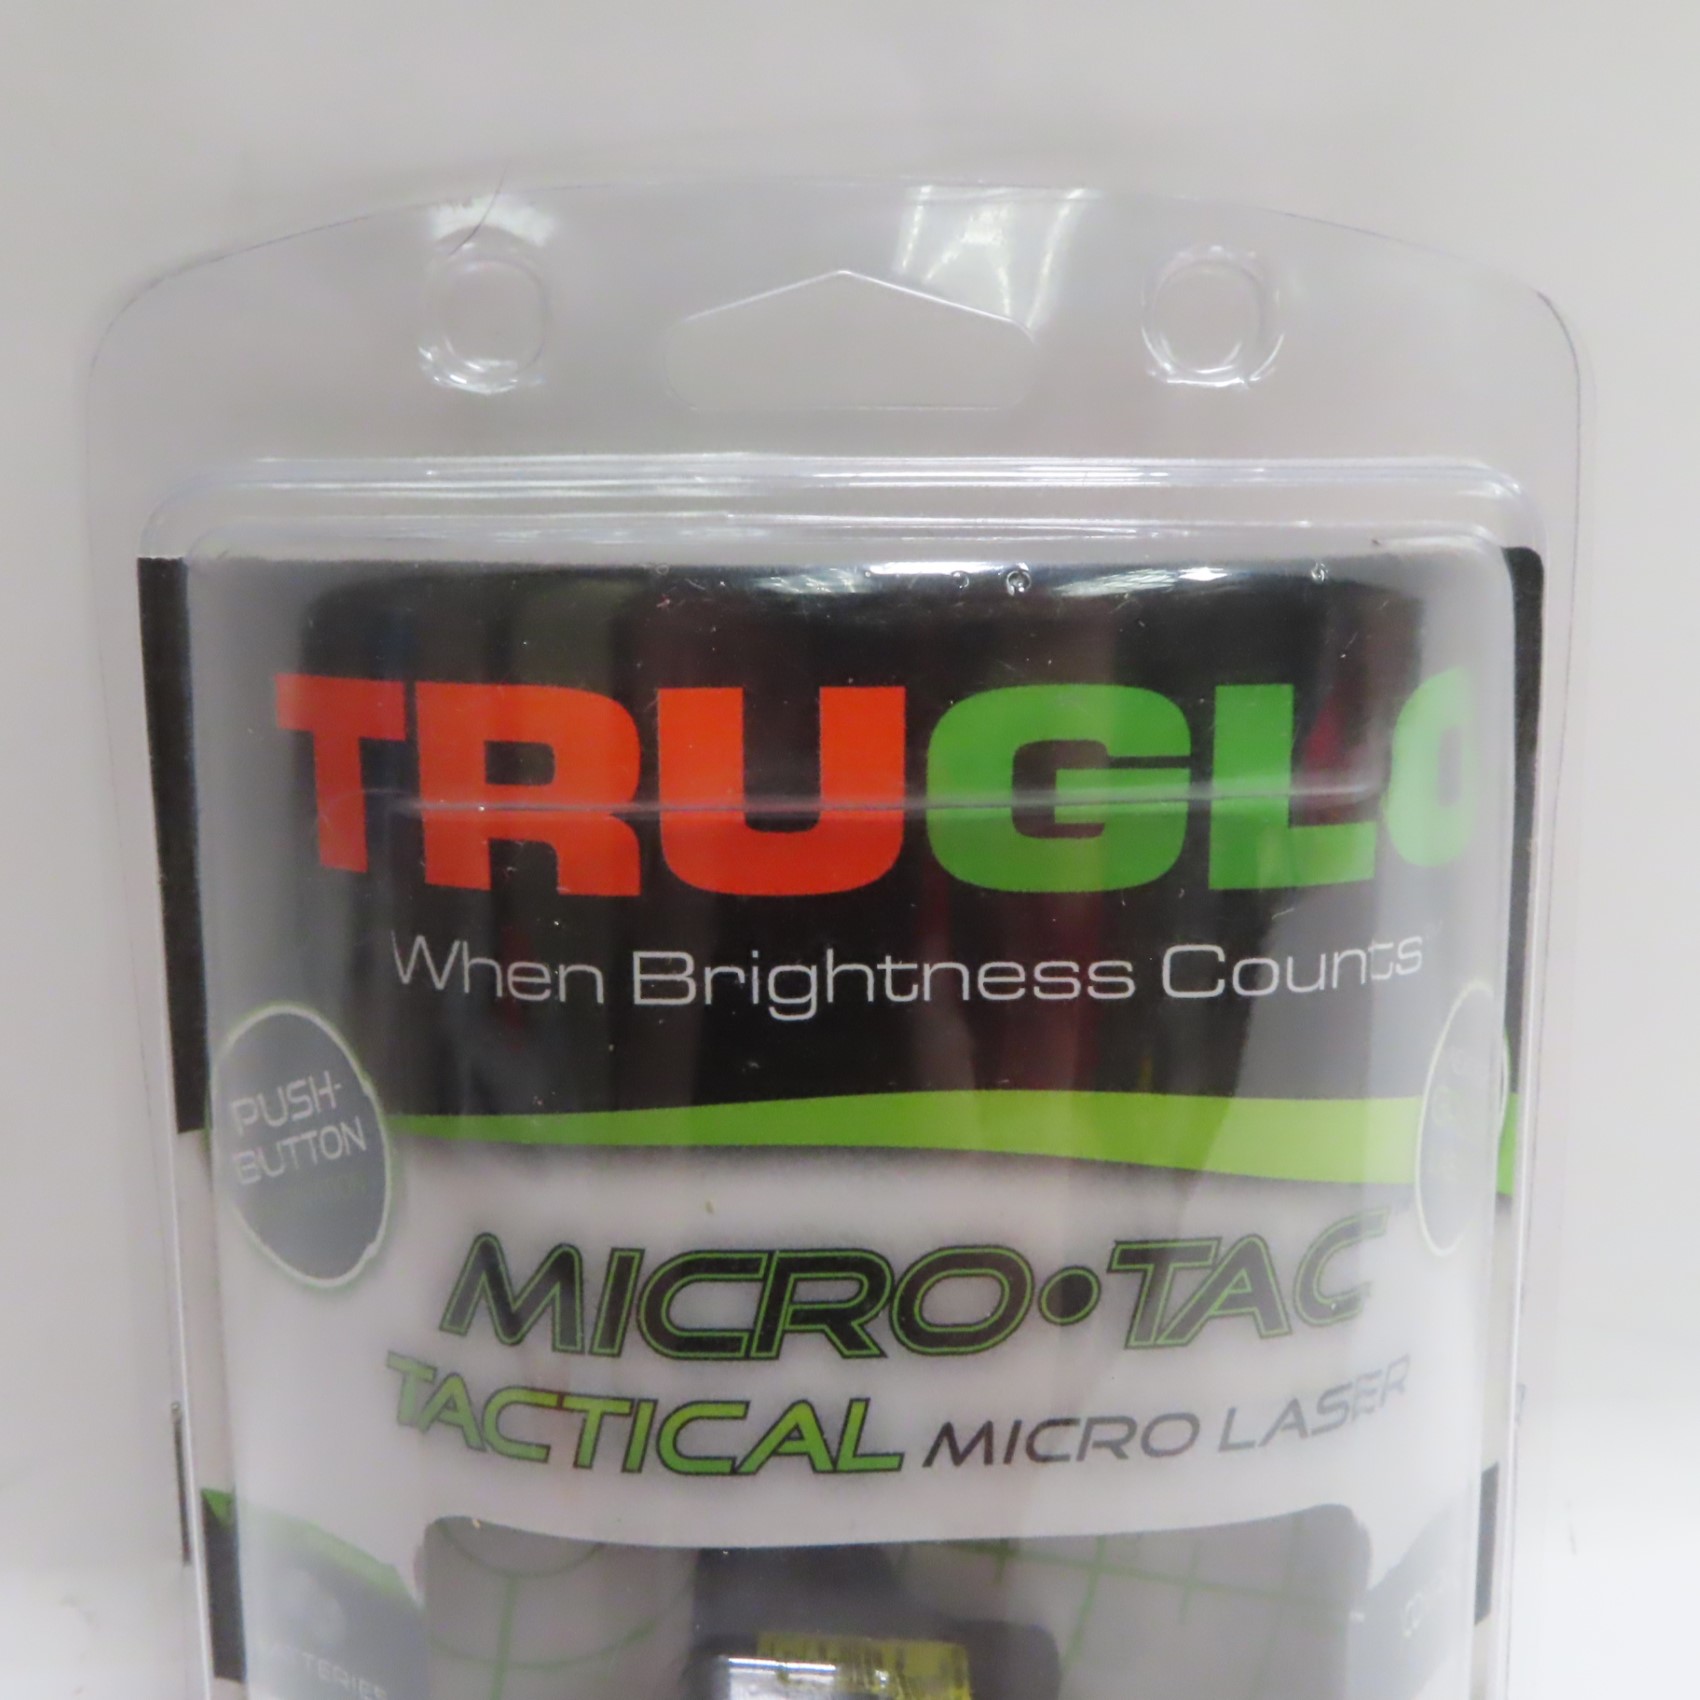 TRUGLO
When Brightness Counts
PUSH-
BUTTON
MICRO•TAC
TACTICAL MICRO LASER